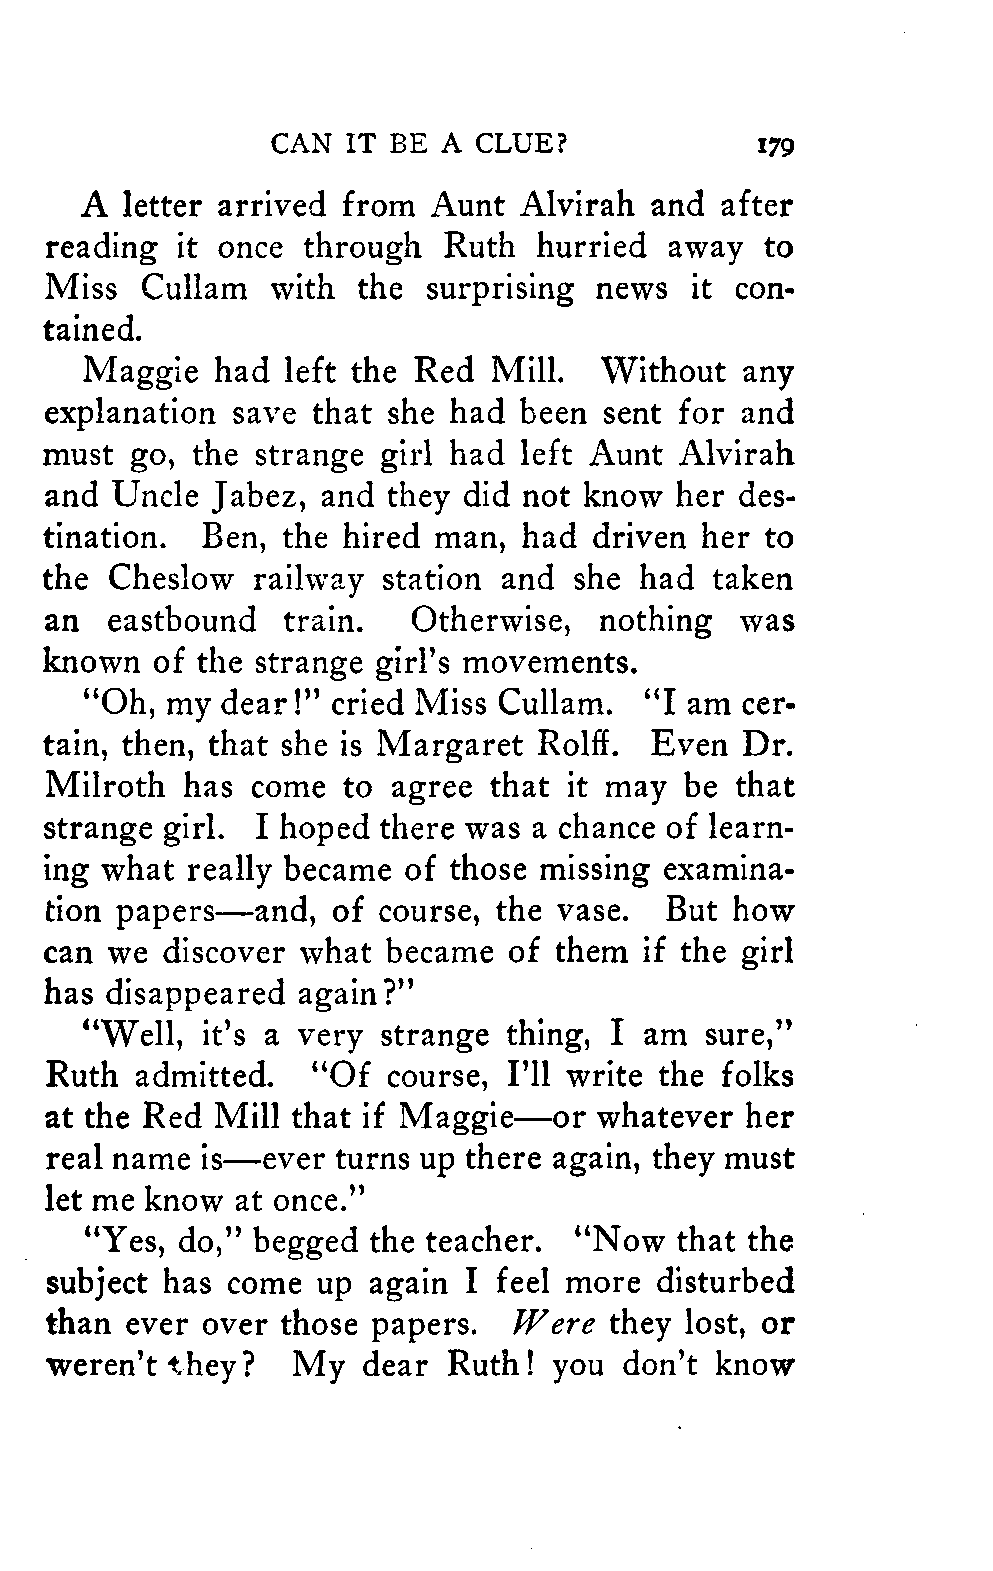 CAN IT BE A CLUE? 179
A letter arrived from Aunt Alvirah and after
reading it once through Ruth hurried away to
Miss Cullam with the surprising news it con-
tained.
Maggie had left the Red Mill. Without any
explanation save that she had been sent for and
must go, the strange girl had left Aunt Alvirah
and Uncle Jabez, and they did not know her des-
tination. Ben, the hired man, had driven her to
the Cheslow railway station and she had taken
an eastbound train. Otherwise, nothing was
known of the strange girl's movements.
"Oh, my dear!" cried Miss Cullam. "I am cer-
tain, then, that she is Margaret Rolff. Even Dr.
Milroth has come to agree that it may be that
strange girl. I hoped there was a chance of learn-
ing what really became of those missing examina-
tion papers—and, of course, the vase. But how
can we discover what became of them if the girl
has disappeared again?"
"Well, it's a very strange thing, I am sure,"
Ruth admitted. "Of course, I'll write the folks
at the Red Mill that if Maggie—or whatever her
real name is—ever turns up there again, they must
let me know at once."
"Yes, do," begged the teacher. "Now that the
subject has come up again I feel more disturbed
than ever over those papers. Were they lost, or
weren't they? My dear Ruth! you don't know